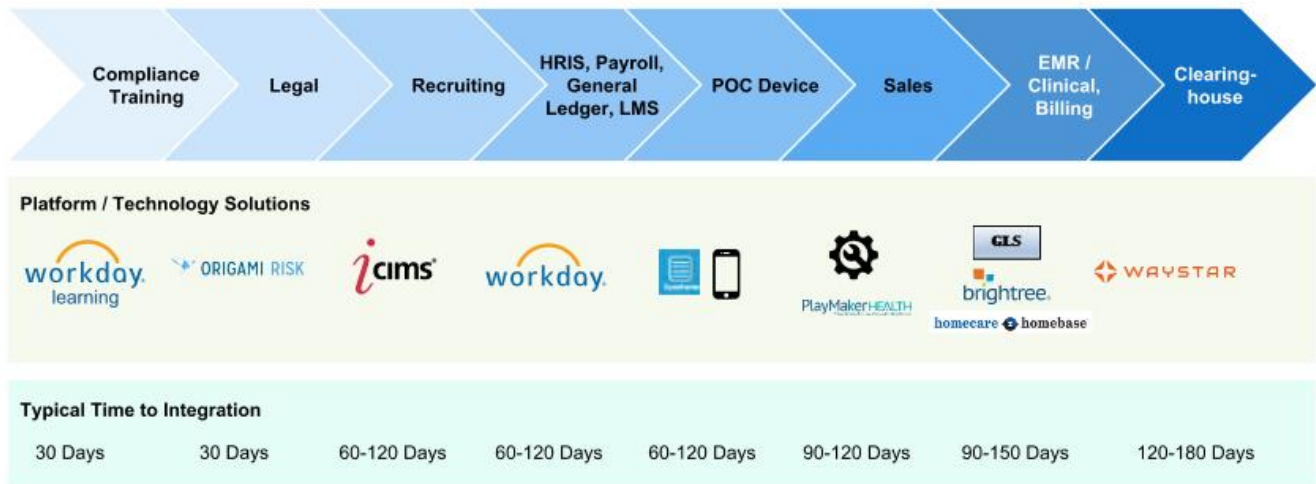 Compliance
Training
Legal
Recruiting
HRIS, Payroll,
General
Ledger, LMS
POC Device
Sales
EMR /
Clinical,
Billing
Clearing-
house
Platform / Technology Solutions
workday.
learning
ORIGAMI RISK
icims®
workday.
PlayMakerHEALTH
GLS
brightree.
homecare homebase
WAYSTAR
Typical Time to Integration
30 Days
30 Days
60-120 Days
60-120 Days
60-120 Days
90-120 Days
90-150 Days
120-180 Days